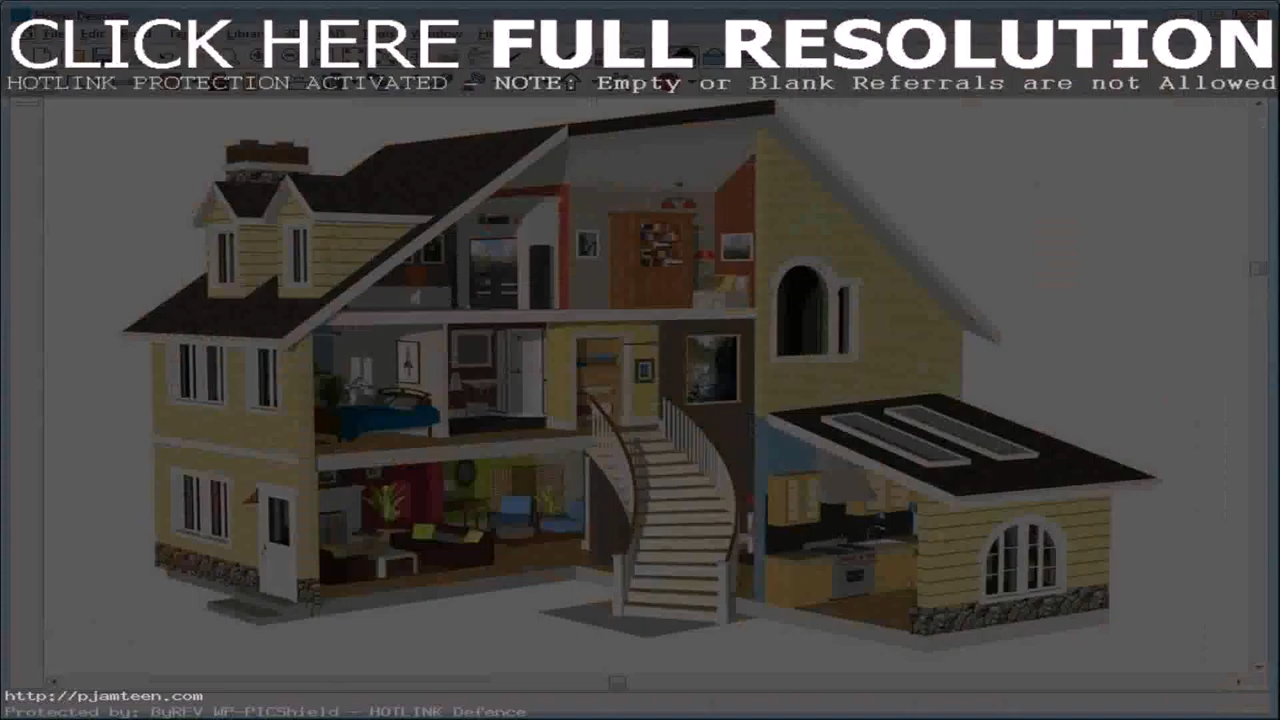 CLICK HERE FULL RESOLUTION
HOTLINK PROTECTION ACTIVATED - NOTE: Empty or Blank Referrals are not Allowed
http://pjamteen.com
Protected by: ByREV WP-PICShield - HOTLINK Defence